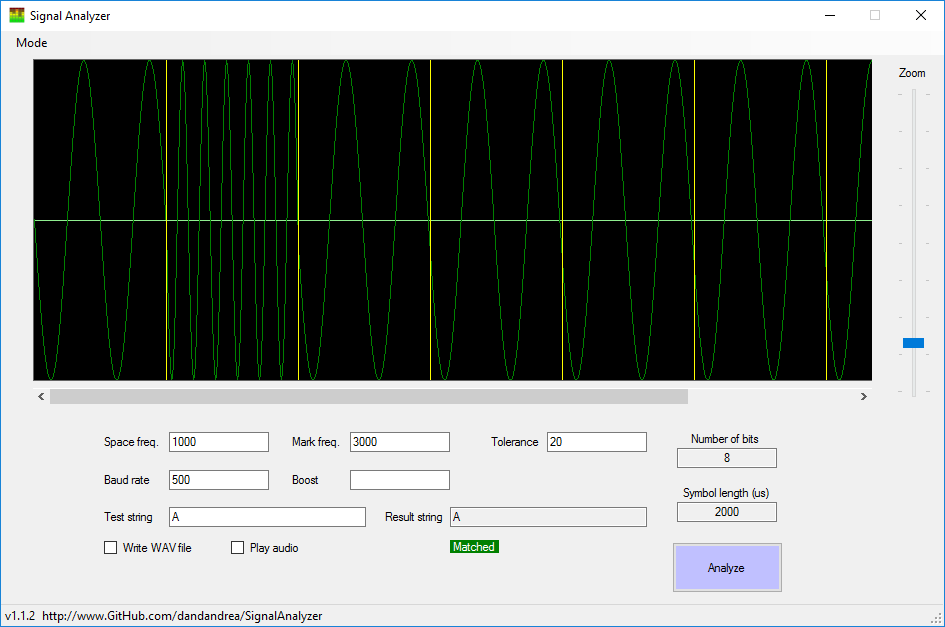 Signal Analyzer
Mode
Zoom
Space freq. 1000 Mark freq. 3000 Tolerance 20 Number of bits
8
Baud rate 500 Boost Symbol length (us)
2000
Test string A Result string A
Write WAV file Play audio Matched
Analyze
v1.1.2 http://www.GitHub.com/dandandrea/SignalAnalyzer